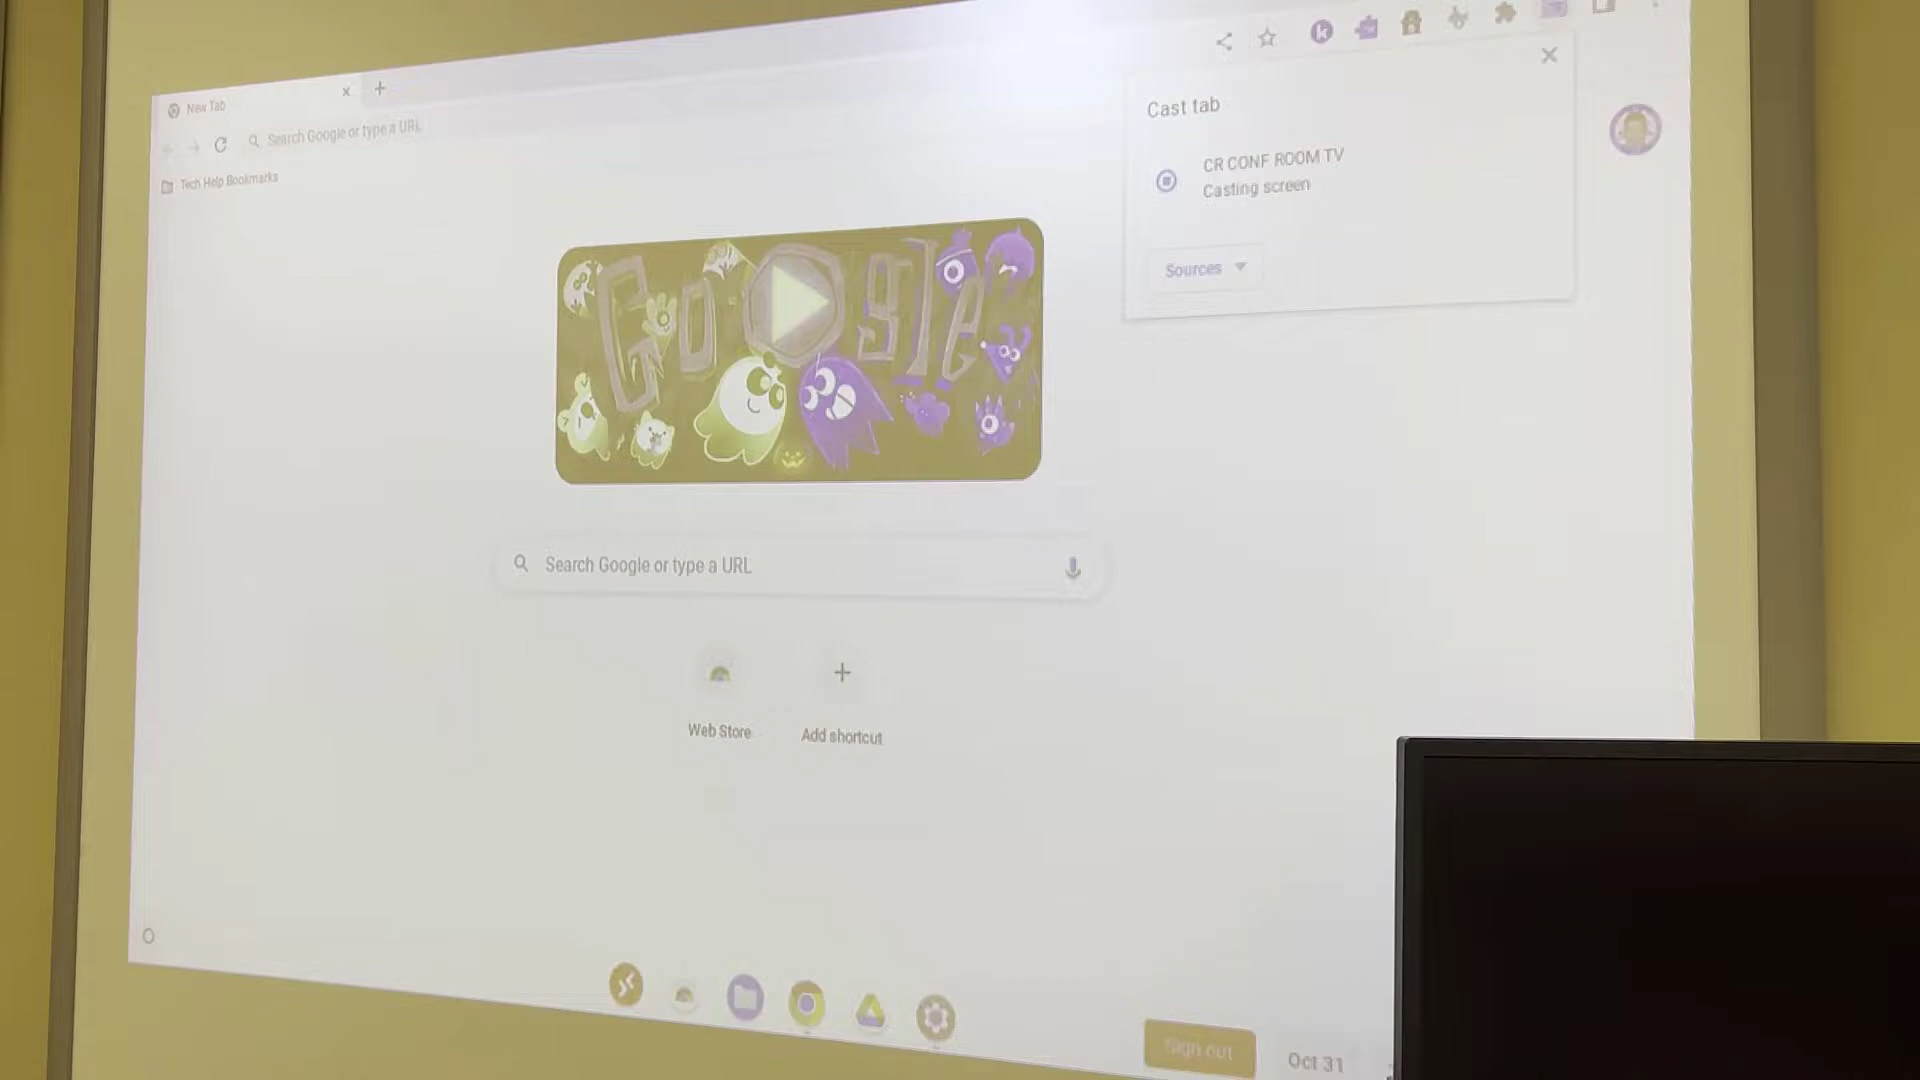 New Tab
Search Google or type a URL
Tech Help Bookmarks
Cast tab
CR CONF ROOM TV
Casting screen
Sources
Google
Search Google or type a URL
Web Store
Add shortcut
Sign out
Oct 31